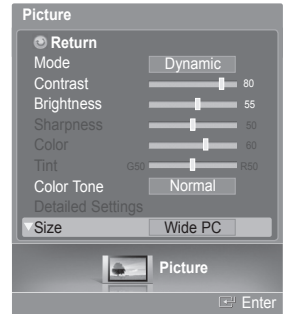 Picture
Return
Mode Dynamic
Contrast 80
Brightness 55
Sharpness 50
Color 60
Tint G50 R50
Color Tone Normal
Detailed Settings
Size Wide PC
Picture
Enter